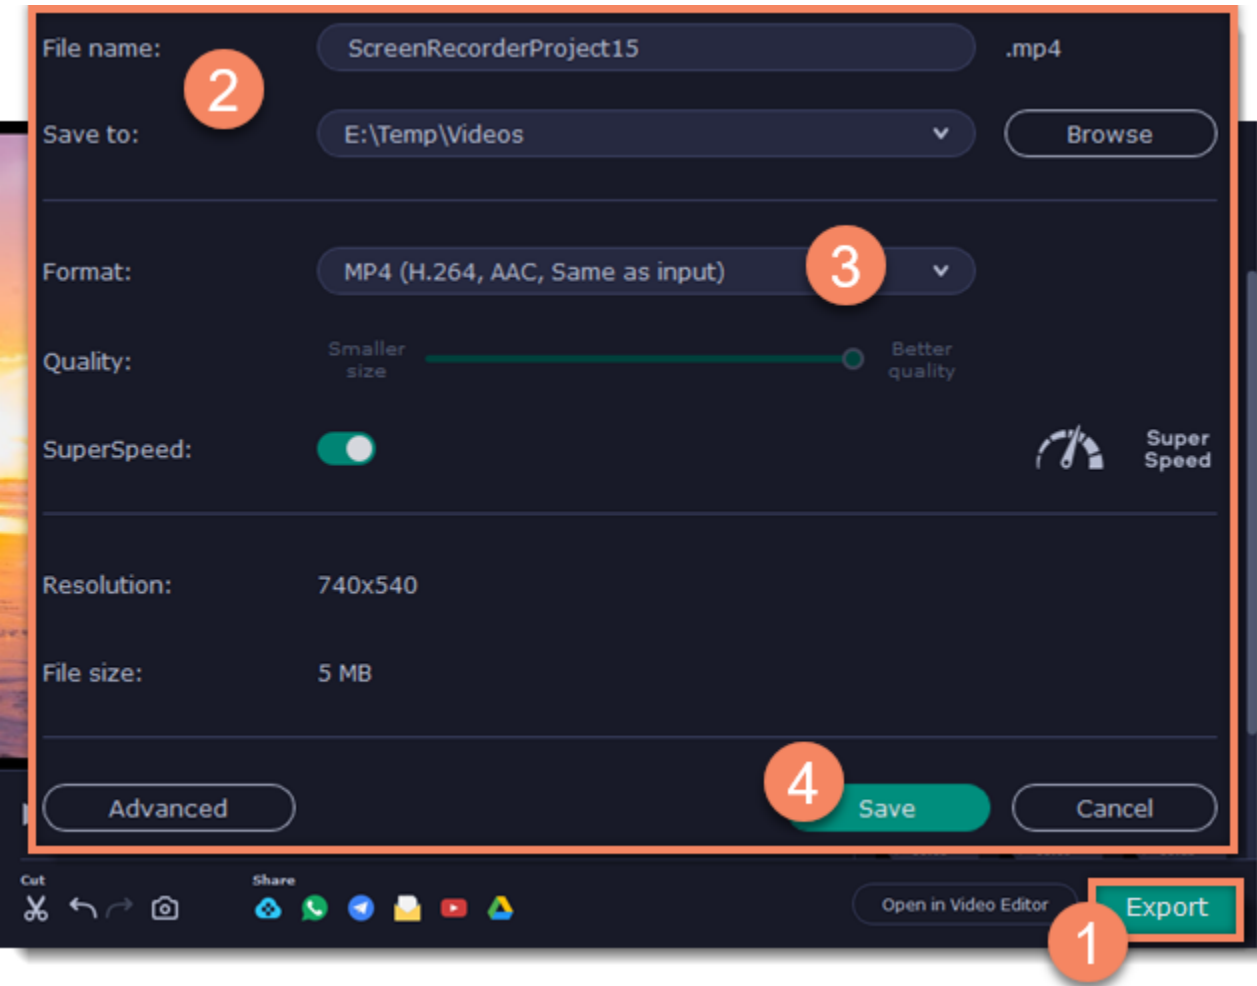 File name:
ScreenRecorderProject15
.mp4
2
Save to:
E:\Temp\Videos
Browse
Format:
MP4 (H.264, AAC, Same as input)
3
Quality:
Smaller
size
Better
quality
SuperSpeed:
Super
Speed
Resolution:
740x540
File size:
5 MB
Advanced
4
Save
Cancel
Cut
Share
Open in Video Editor
Export
1